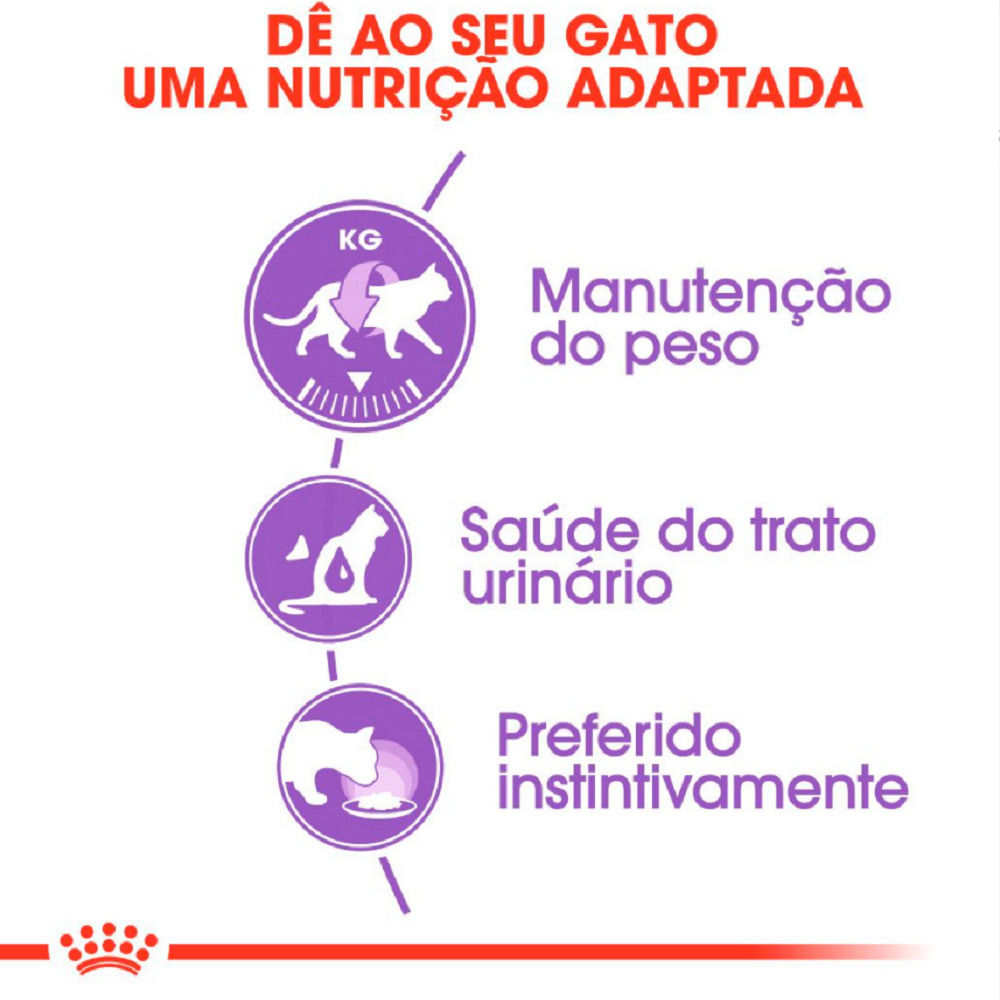 DÊ AO SEU GATO
UMA NUTRIÇÃO ADAPTADA
KG
Manutenção
do peso
Saúde do trato
urinário
Preferido
instintivamente